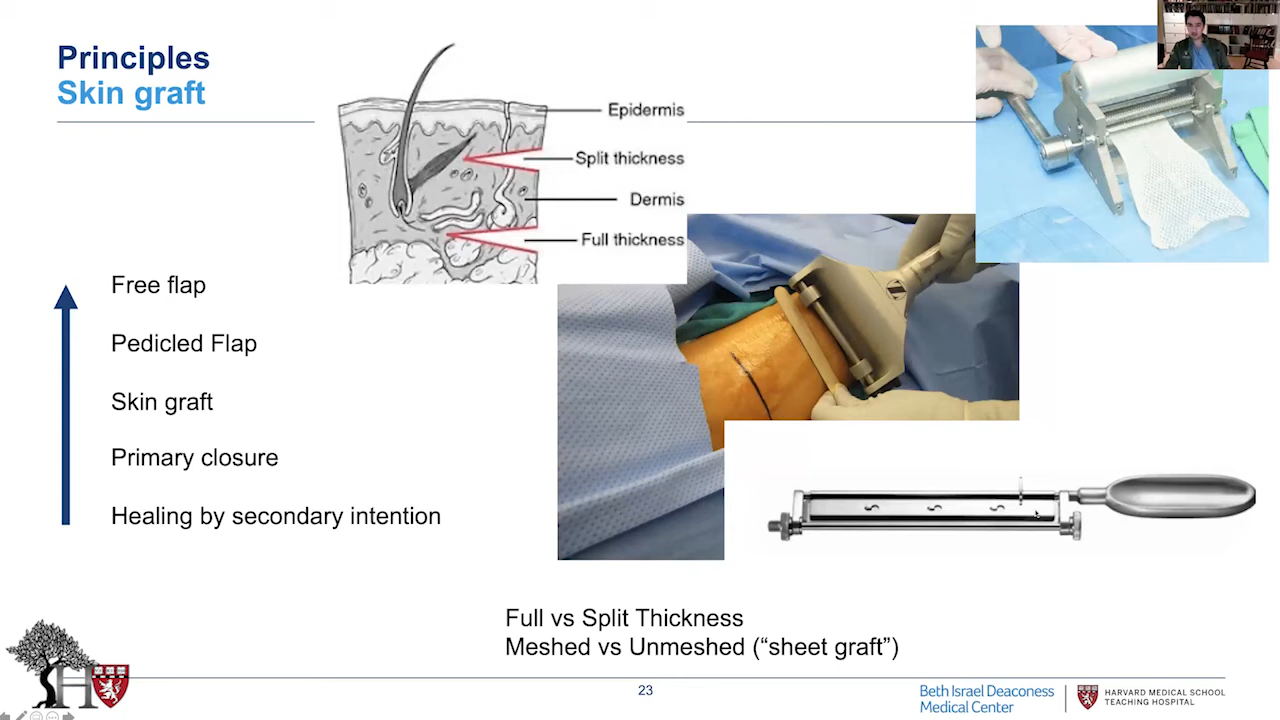 Principles
Skin graft
Epidermis
Split thickness
Dermis
Full thickness
Free flap
Pedicled Flap
Skin graft
Primary closure
Healing by secondary intention
Full vs Split Thickness
Meshed vs Unmeshed (“sheet graft”)
H
23
Beth Israel Deaconess
Medical Center
HARVARD MEDICAL SCHOOL
TEACHING HOSPITAL